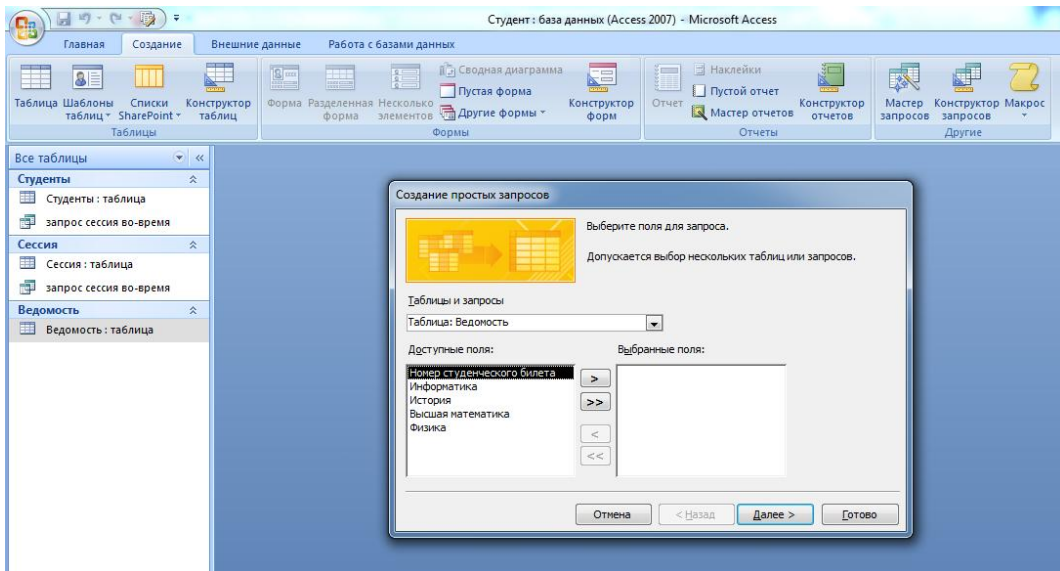 Студент : база данных (Access 2007) - Microsoft Access
Главная Создание Внешние данные Работа с базами данных
Таблица Шаблоны таблиц Списки SharePoint Конструктор таблиц
Таблицы
Форма Разделенная форма Несколько элементов
Сводная диаграмма
Пустая форма
Другие формы
Конструктор форм
Формы
Отчет
Наклейки
Пустой отчет
Мастер отчетов
Конструктор отчетов
Отчеты
Мастер запросов Конструктор запросов Макрос
Другие
Все таблицы
Студенты
Студенты : таблица
запрос сессия во-время
Сессия
Сессия : таблица
запрос сессия во-время
Ведомость
Ведомость : таблица
Создание простых запросов
Выберите поля для запроса.
Допускается выбор нескольких таблиц или запросов.
Таблицы и запросы
Таблица: Ведомость
Доступные поля: Выбранные поля:
Номер студенческого билета
Информатика
История
Высшая математика
Физика
>
>>
<
<<
Отмена < Назад Далее > Готово